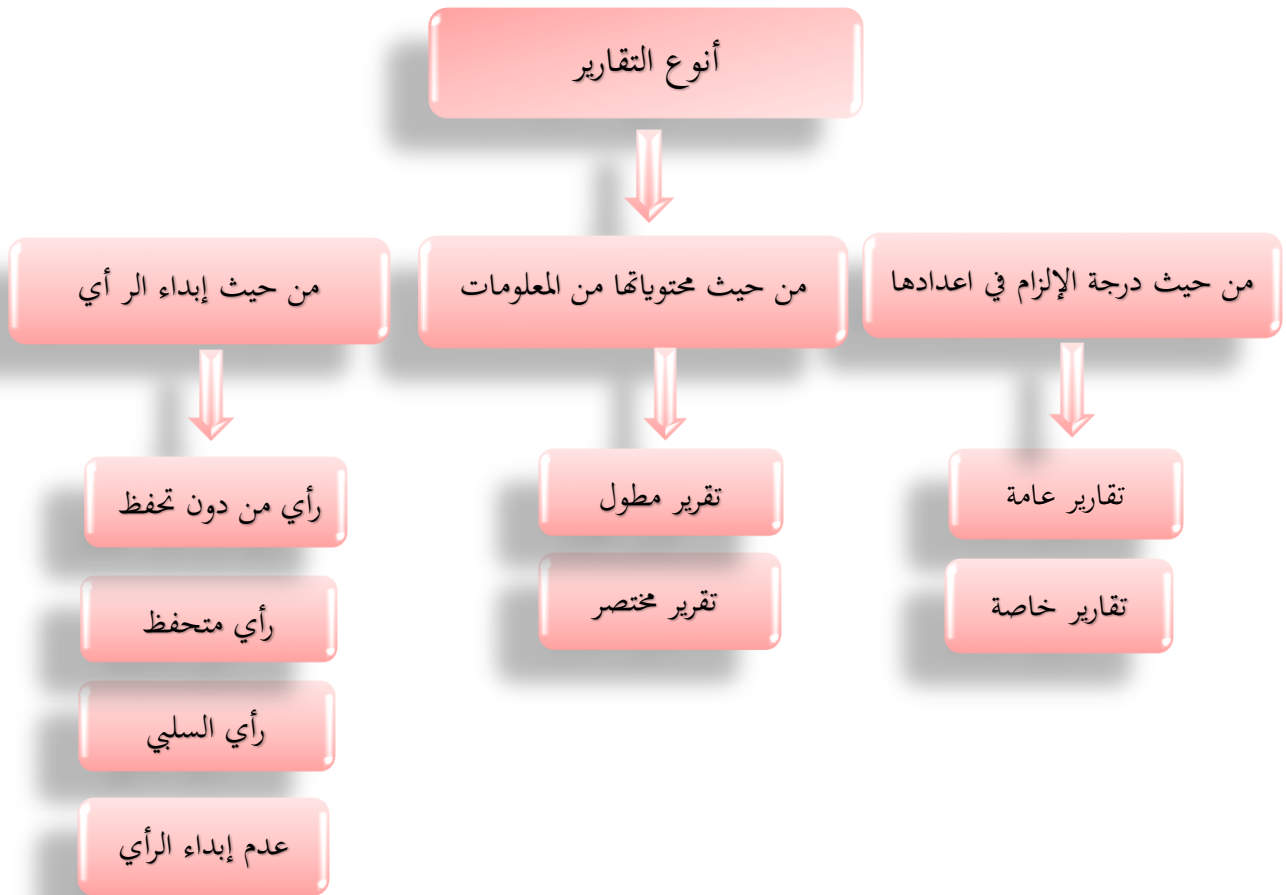 أنوع التقارير
من حيث درجة الإلزام في اعدادها
من حيث محتوياتها من المعلومات
من حيث إبداء الر أي
تقارير عامة
تقارير خاصة
تقرير مطول
تقرير مختصر
رأي من دون تحفظ
رأي متحفظ
رأي السلبي
عدم إبداء الرأي